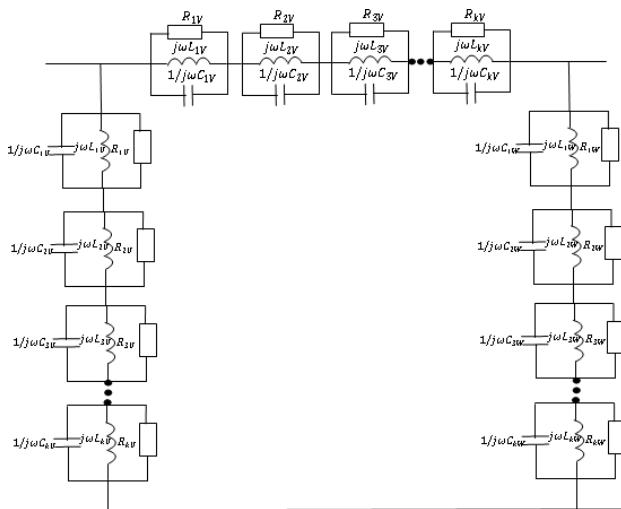 R1V R2V R3V RkV
jωL1V jωL2V jωL3V jωLkV
1/jωC1V 1/jωC2V 1/jωC3V 1/jωCkV
1/jωC1U jωL1U R1U
1/jωC2U jωL2U R2U
1/jωC3U jωL3U R3U
1/jωCkU jωLkU RkU
1/jωC1W jωL1W R1W
1/jωC2W jωL2W R2W
1/jωC3W jωL3W R3W
1/jωCkW jωLkW RkW